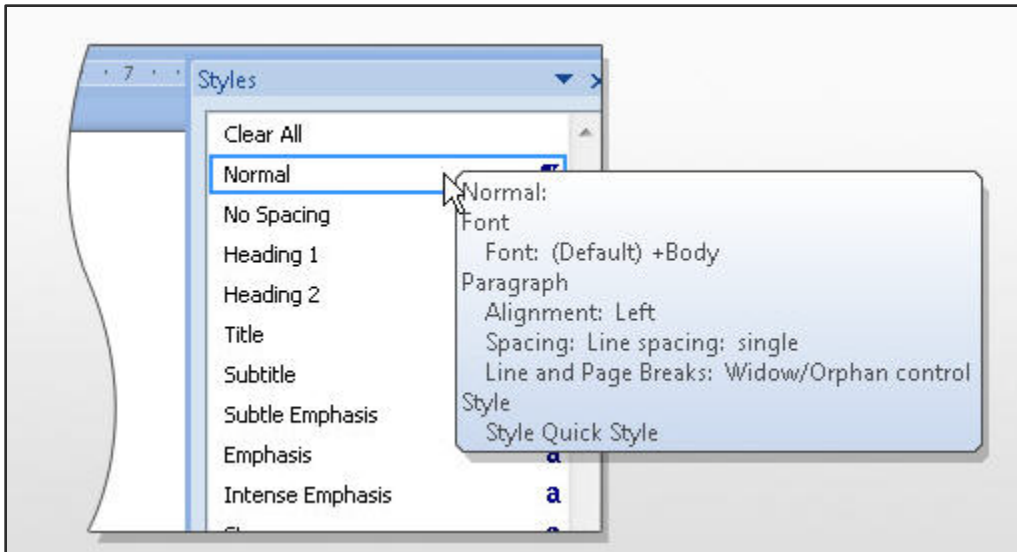 7
Styles
Clear All
Normal
No Spacing
Heading 1
Heading 2
Title
Subtitle
Subtle Emphasis
Emphasis
a
Intense Emphasis
a
Normal:
Font
Font: (Default) +Body
Paragraph
Alignment: Left
Spacing: Line spacing: single
Line and Page Breaks: Widow/Orphan control
Style
Style Quick Style